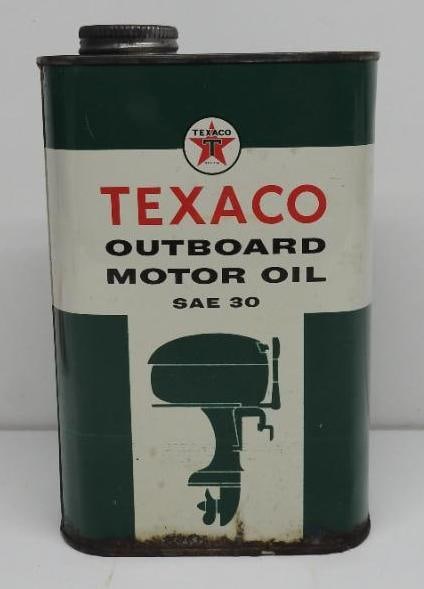 TEXACO
T
TEXACO
OUTBOARD
MOTOR OIL
SAE 30